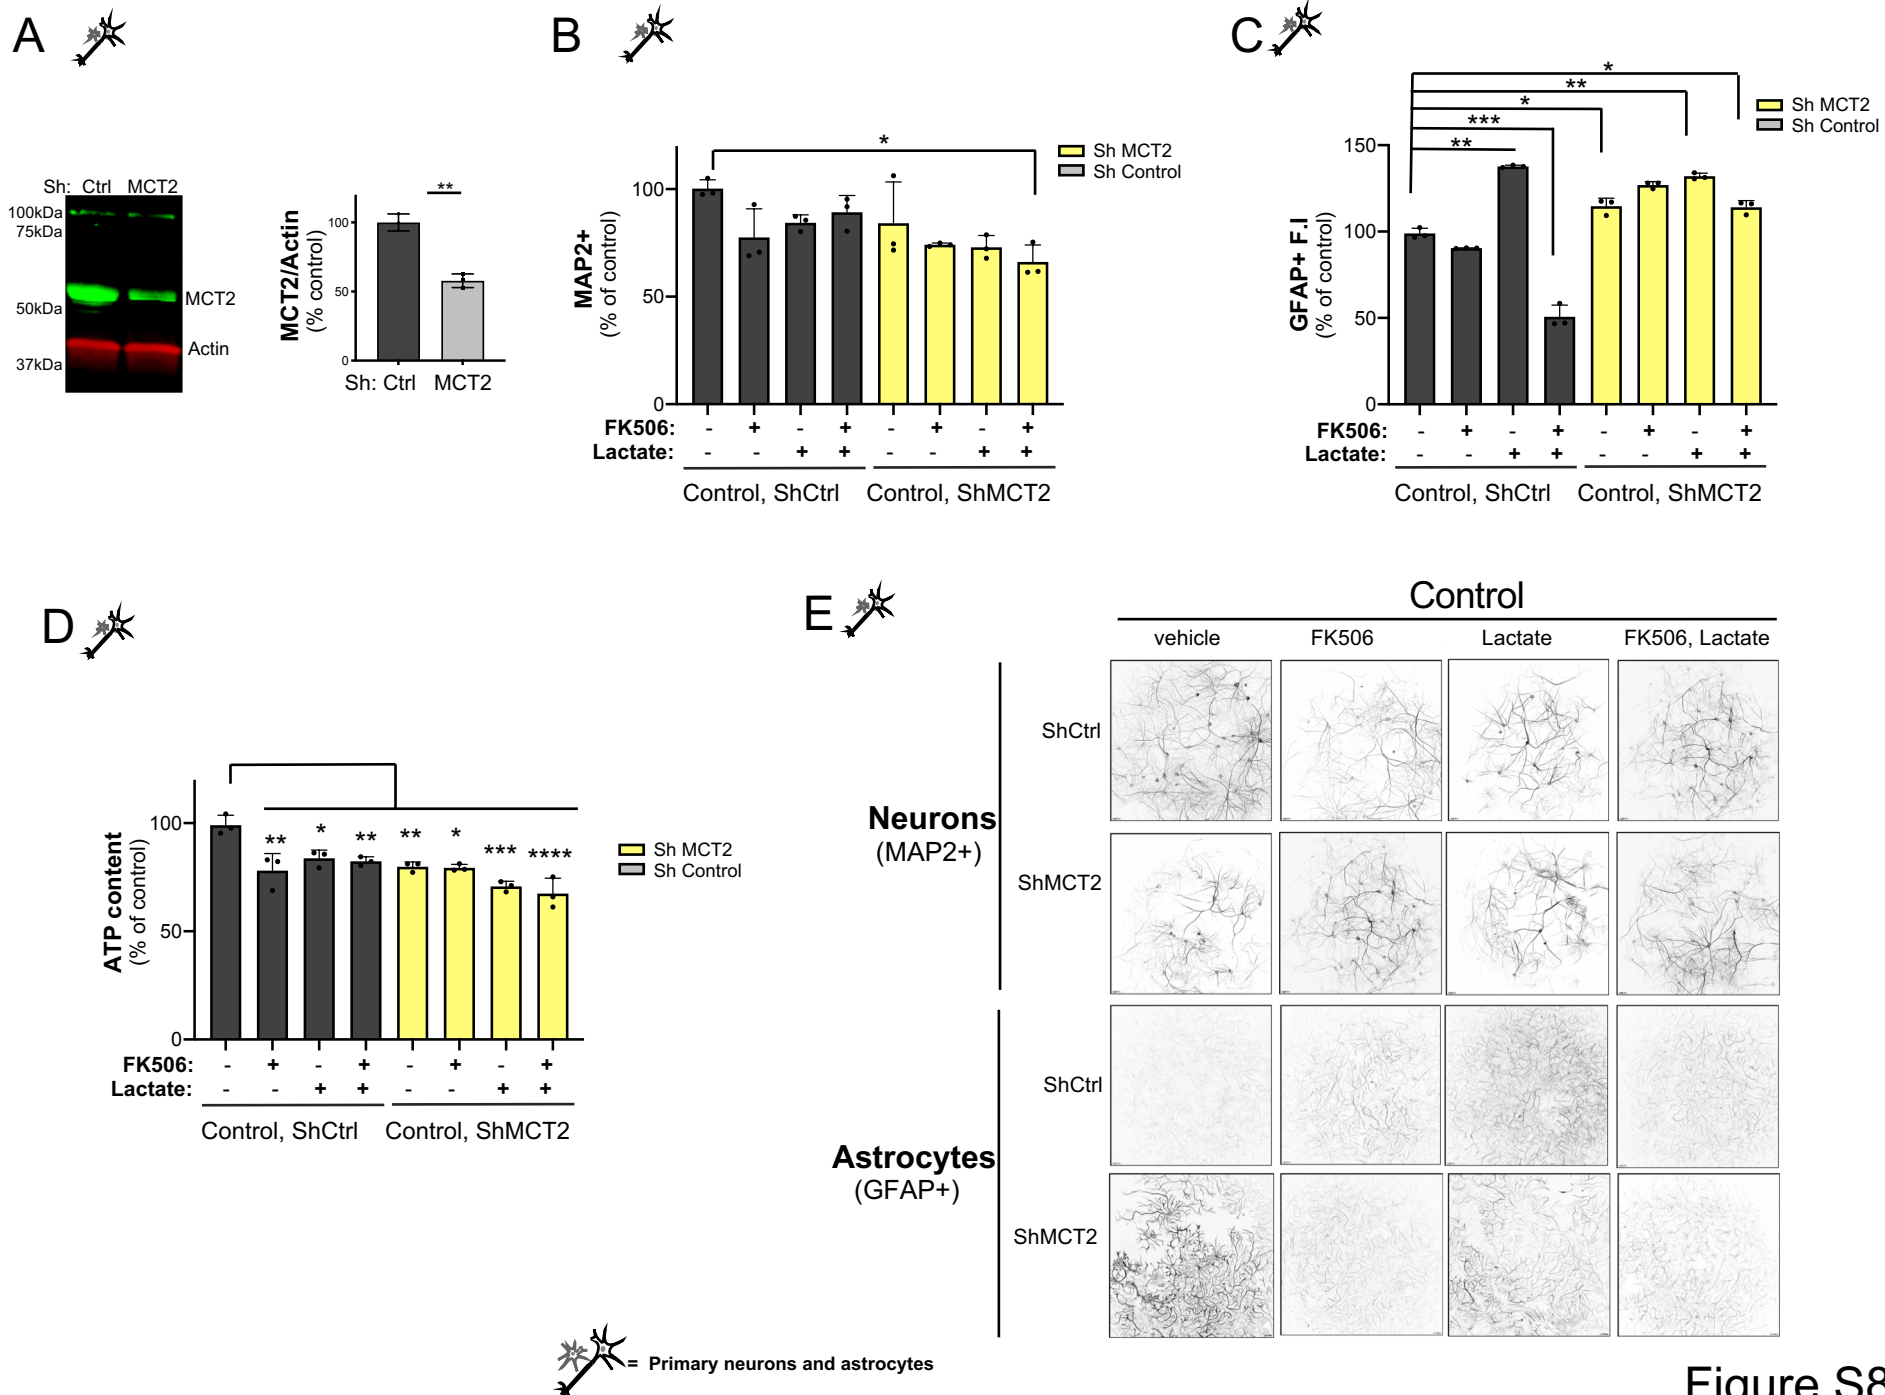 A
Sh: Ctrl MCT2
100kDa
75kDa
50kDa
37kDa
MCT2
Actin
MCT2/Actin
(% control)
**
100
50
0
Sh: Ctrl MCT2
B
MAP2+
(% of control)
100
50
0
*
Sh MCT2
Sh Control
FK506: - + - + - + - +
Lactate: - - + + - - + +
Control, ShCtrl Control, ShMCT2
C
GFAP+ F.I
(% of control)
150
100
50
0
*
**
*
***
**
Sh MCT2
Sh Control
FK506: - + - + - + - +
Lactate: - - + + - - + +
Control, ShCtrl Control, ShMCT2
D
ATP content
(% of control)
100
50
0
** * ** ** * *** ****
Sh MCT2
Sh Control
FK506: - + - + - + - +
Lactate: - - + + - - + +
Control, ShCtrl Control, ShMCT2
E
Control
vehicle FK506 Lactate FK506, Lactate
Neurons
(MAP2+)
ShCtrl
ShMCT2
Astrocytes
(GFAP+)
ShCtrl
ShMCT2
= Primary neurons and astrocytes
Figure S8